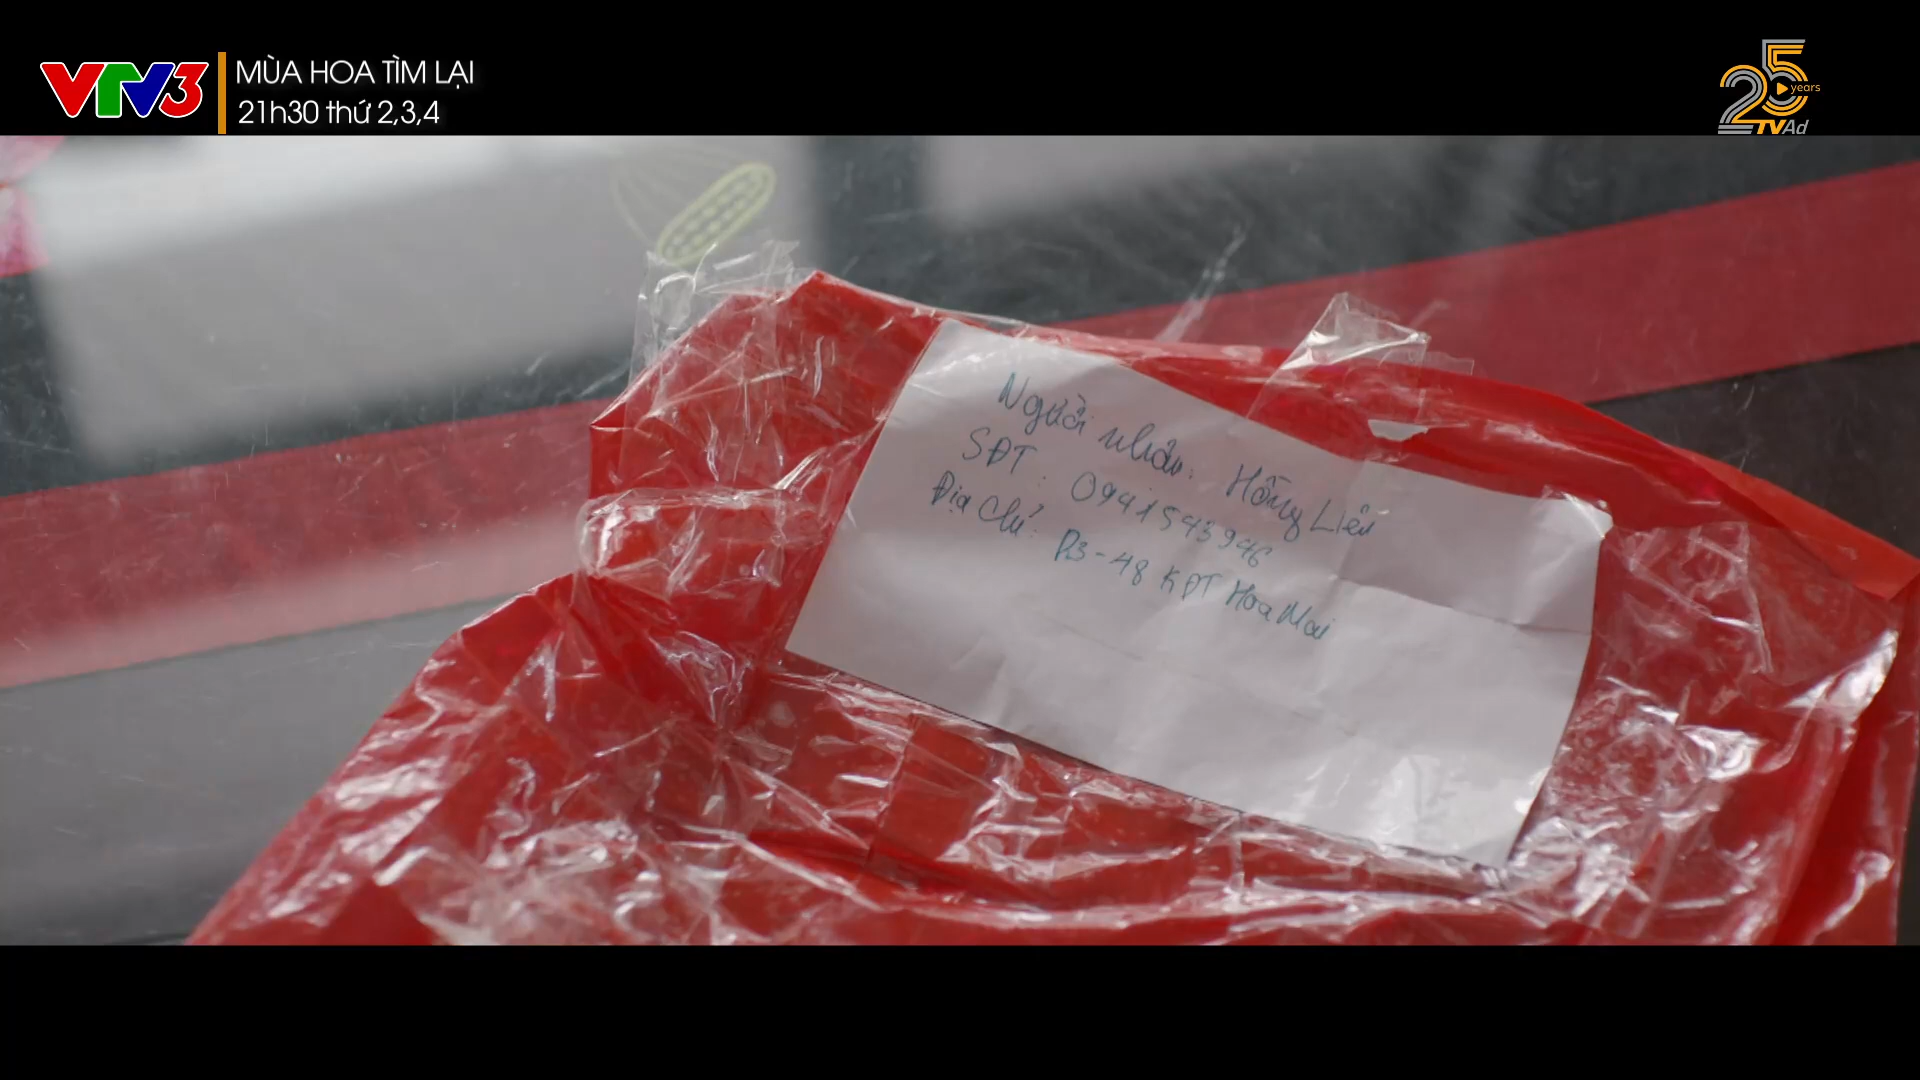 VTV3
MÙA HOA TÌM LẠI
21h30 thứ 2,3,4
25 years
TVAd
Người nhận: Hồng Liên
SĐT: 0941543946
Địa chỉ: D3-48 KĐT Hoa Mai